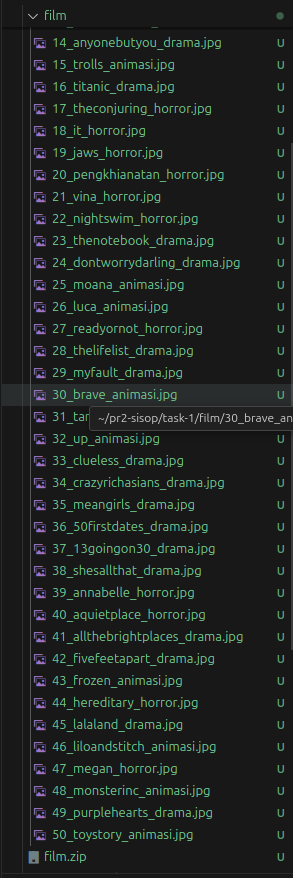 film
14_anyonebutyou_drama.jpg U
15_trolls_animasi.jpg U
16_titanic_drama.jpg U
17_theconjuring_horror.jpg U
18_it_horror.jpg U
19_jaws_horror.jpg U
20_pengkhianatan_horror.jpg U
21_vina_horror.jpg U
22_nightswim_horror.jpg U
23_thenotebook_drama.jpg U
24_dontworrydarling_drama.jpg U
25_moana_animasi.jpg U
26_luca_animasi.jpg U
27_readyornot_horror.jpg U
28_thelifelist_drama.jpg U
29_myfault_drama.jpg U
30_brave_animasi.jpg U
~/pr2-sisop/task-1/film/30_brave_an
32_up_animasi.jpg U
33_clueless_drama.jpg U
34_crazyrichasians_drama.jpg U
35_meangirls_drama.jpg U
36_50firstdates_drama.jpg U
37_13goingon30_drama.jpg U
38_shesallthat_drama.jpg U
39_annabelle_horror.jpg U
40_aquietplace_horror.jpg U
41_allthebrightplaces_drama.jpg U
42_fivefeetapart_drama.jpg U
43_frozen_animasi.jpg U
44_hereditary_horror.jpg U
45_lalaland_drama.jpg U
46_liloandstitch_animasi.jpg U
47_megan_horror.jpg U
48_monsterinc_animasi.jpg U
49_purplehearts_drama.jpg U
50_toystory_animasi.jpg U
film.zip U